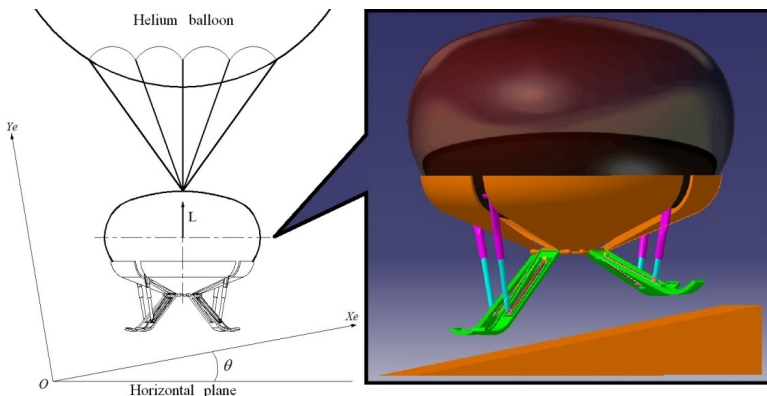 Helium balloon
Ye
L
Xe
θ
O
Horizontal plane